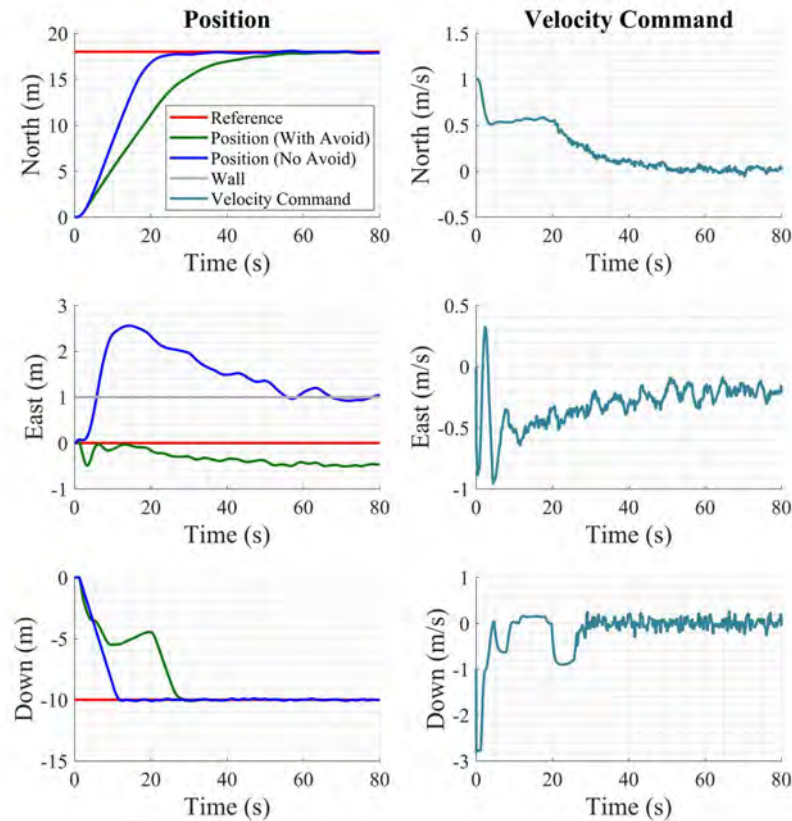 Position
Velocity Command
20
15
10
5
0
North (m)
Reference
Position (With Avoid)
Position (No Avoid)
Wall
Velocity Command
0 20 40 60 80
Time (s)
1.5
1
0.5
0
-0.5
North (m/s)
0 20 40 60 80
Time (s)
3
2
1
0
-1
East (m)
0 20 40 60 80
Time (s)
0.5
0
-0.5
-1
East (m/s)
0 20 40 60 80
Time (s)
0
-5
-10
-15
Down (m)
0 20 40 60 80
Time (s)
1
0
-1
-2
-3
Down (m/s)
0 20 40 60 80
Time (s)